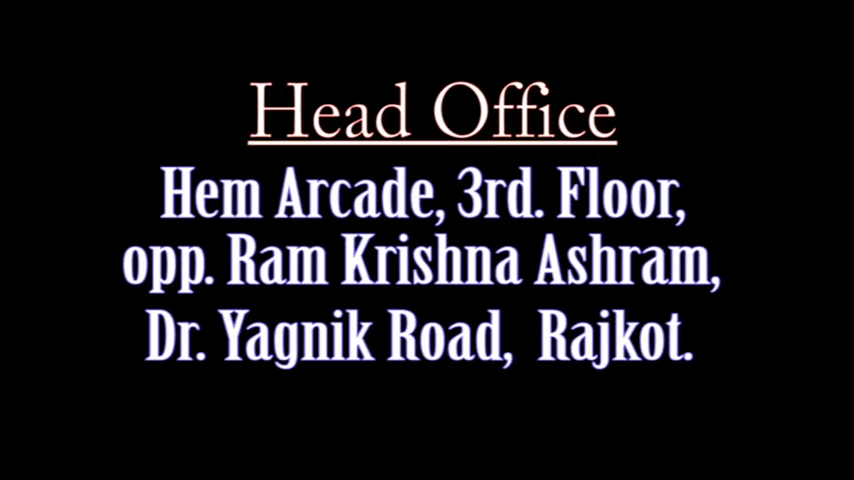 Head Office
Hem Arcade, 3rd. Floor,
opp. Ram Krishna Ashram,
Dr. Yagnik Road, Rajkot.